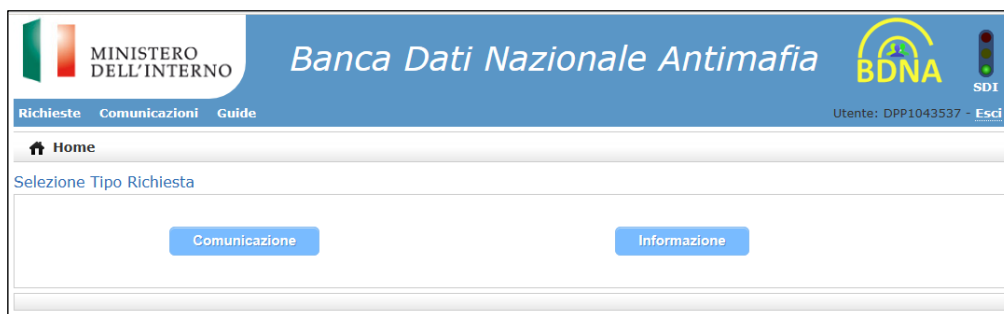 MINISTERO
DELL'INTERNO
Banca Dati Nazionale Antimafia
BDNA
SDI
Richieste Comunicazioni Guide
Utente: DPP1043537 - Esci
Home
Selezione Tipo Richiesta
Comunicazione Informazione